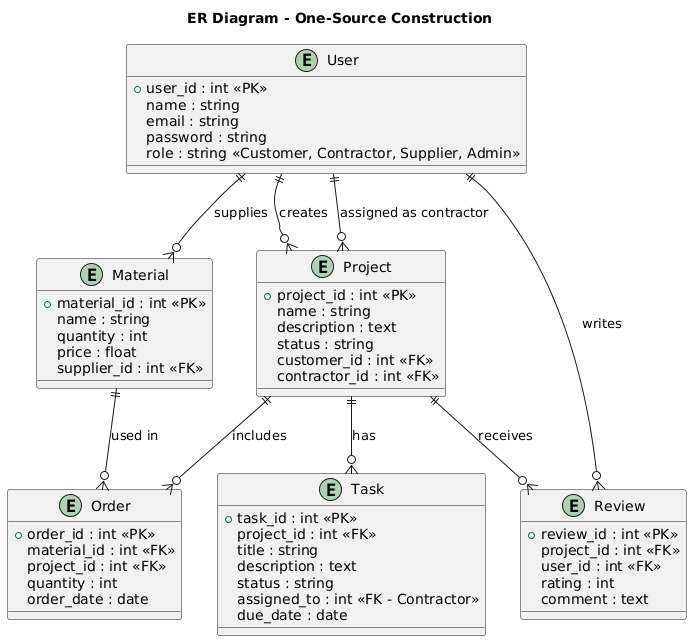 ER Diagram - One-Source Construction
E User
user_id : int «PK»
name : string
email : string
password : string
role : string «Customer, Contractor, Supplier, Admin»
supplies
creates
assigned as contractor
writes
E Material
material_id : int «PK»
name : string
quantity : int
price : float
supplier_id : int «FK»
E Project
project_id : int «PK»
name : string
description : text
status : string
customer_id : int «FK»
contractor_id : int «FK»
used in
includes
has
receives
E Order
order_id : int «PK»
material_id : int «FK»
project_id : int «FK»
quantity : int
order_date : date
E Task
task_id : int «PK»
project_id : int «FK»
title : string
description : text
status : string
assigned_to : int «FK - Contractor»
due_date : date
E Review
review_id : int «PK»
project_id : int «FK»
user_id : int «FK»
rating : int
comment : text